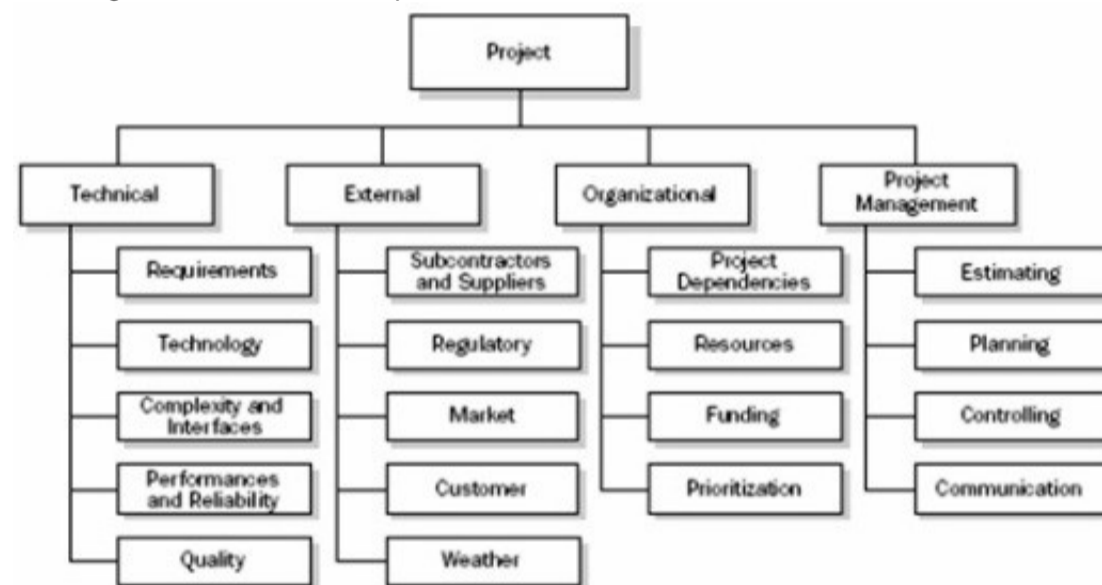 Project
Technical
External
Organizational
Project
Management
Requirements
Technology
Complexity and
Interfaces
Performances
and Reliability
Quality
Subcontractors
and Suppliers
Regulatory
Market
Customer
Weather
Project
Dependencies
Resources
Funding
Prioritization
Estimating
Planning
Controlling
Communication